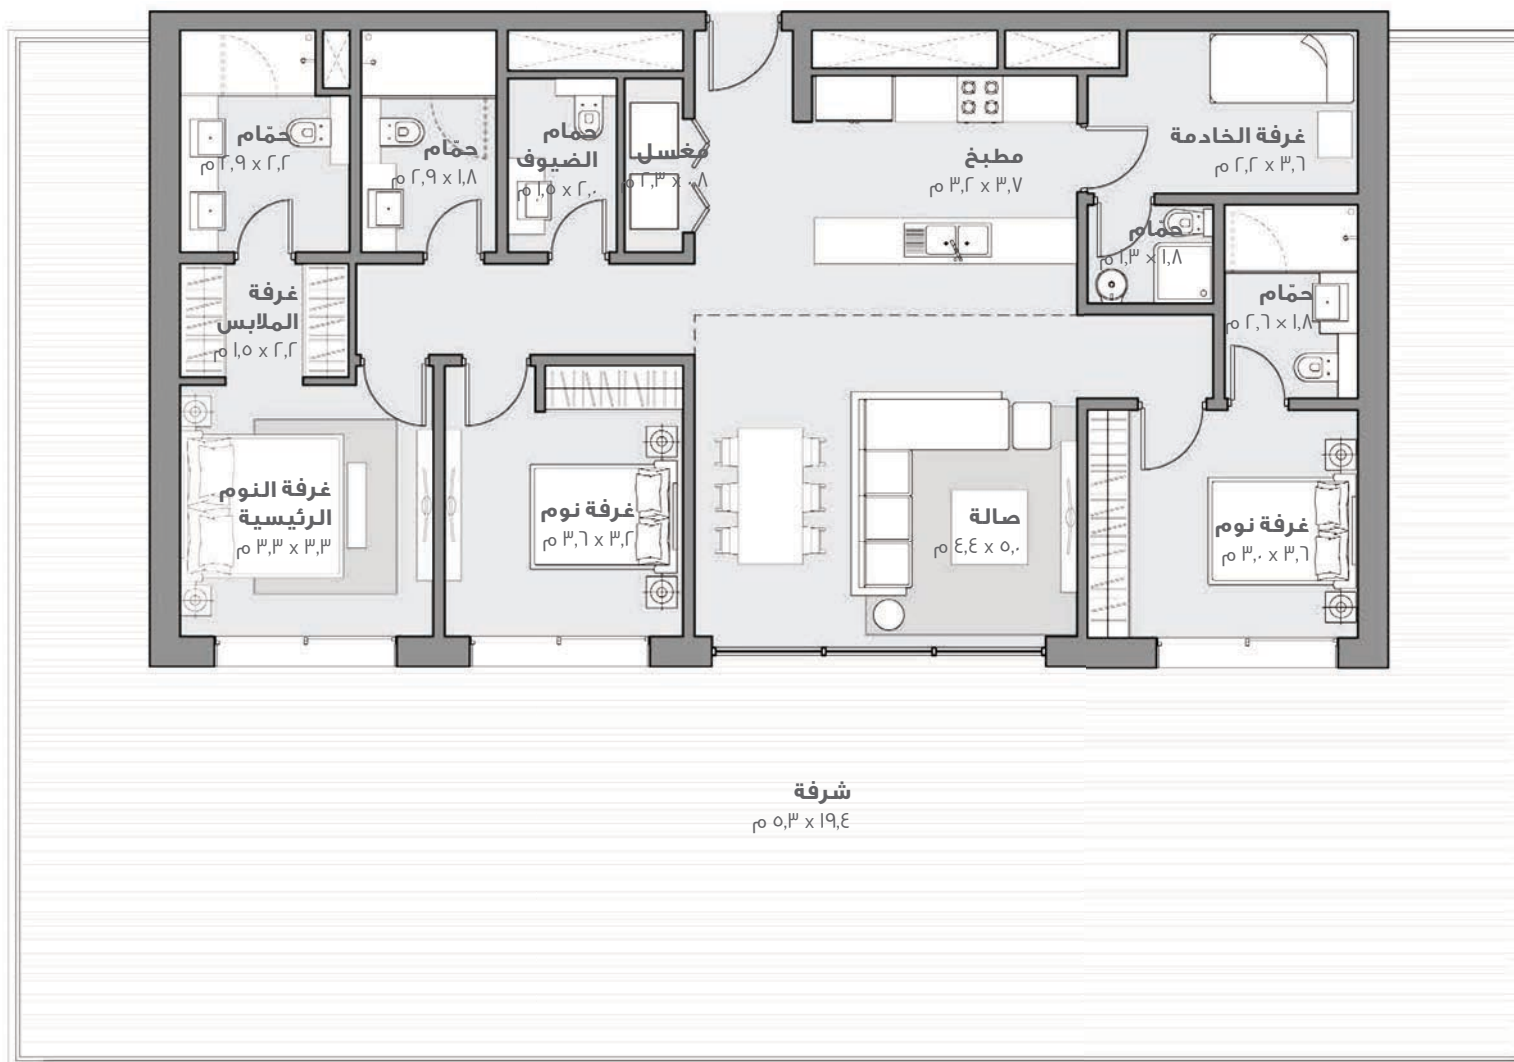 حمّام
٢,٢ x ٢,٩ م
حمّام
١,٨ x ٢,٩ م
حمام
الضيوف
٢,٠ x ١,٥ م
مغسل
٠,٨ x ٢,٣ م
مطبخ
٣,٧ x ٣,٢ م
غرفة الخادمة
٣,٦ x ٢,٢ م
حمّام
١,٨ x ١,٣ م
حمّام
١,٨ x ٢,٦ م
غرفة
الملابس
٢,٢ x ١,٥ م
غرفة النوم
الرئيسية
٣,٣ x ٣,٣ م
غرفة نوم
٣,٢ x ٣,٦ م
صالة
٥,٠ x ٤,٤ م
غرفة نوم
٣,٦ x ٣,٠ م
شرفة
١٩,٤ x ٥,٣ م